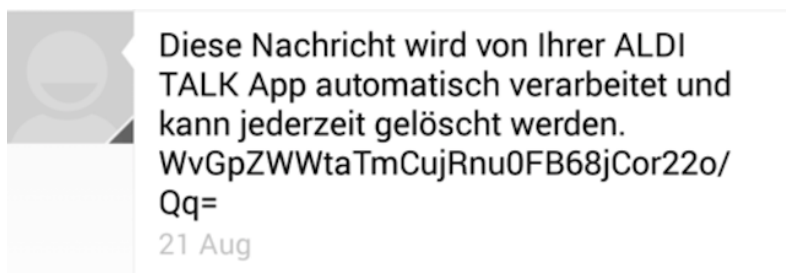 Diese Nachricht wird von Ihrer ALDI
TALK App automatisch verarbeitet und
kann jederzeit gelöscht werden.
WvGpZWWtaTmCujRnu0FB68jCor22o/
Qq=
21 Aug